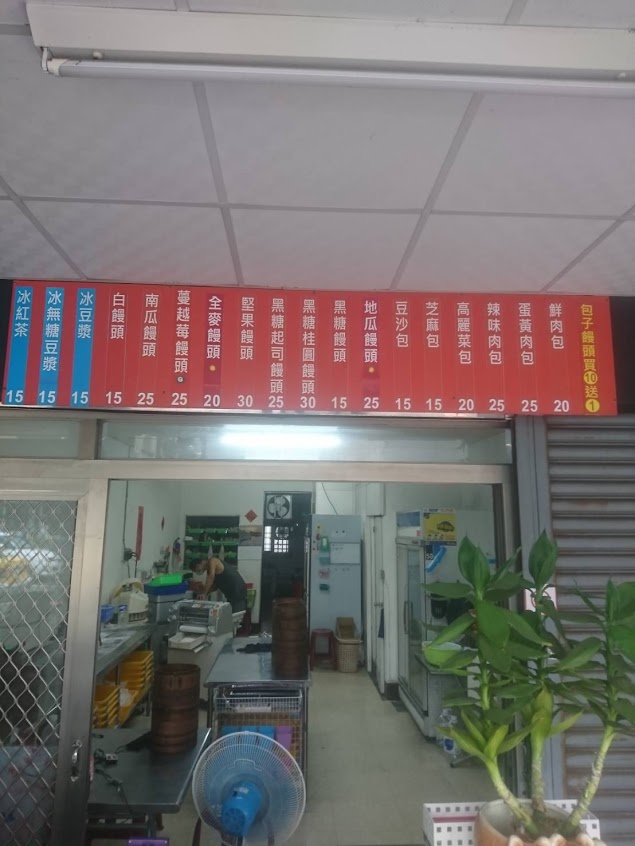 包子饅頭買10送1
鮮肉包 20
蛋黃肉包 25
辣味肉包 25
高麗菜包 20
芝麻包 15
豆沙包 15
地瓜饅頭 25
黑糖饅頭 15
黑糖桂圓饅頭 30
黑糖起司饅頭 25
堅果饅頭 30
全麥饅頭 20
蔓越莓饅頭 25
南瓜饅頭 25
白饅頭 15
冰豆漿 15
冰無糖豆漿 15
冰紅茶 15